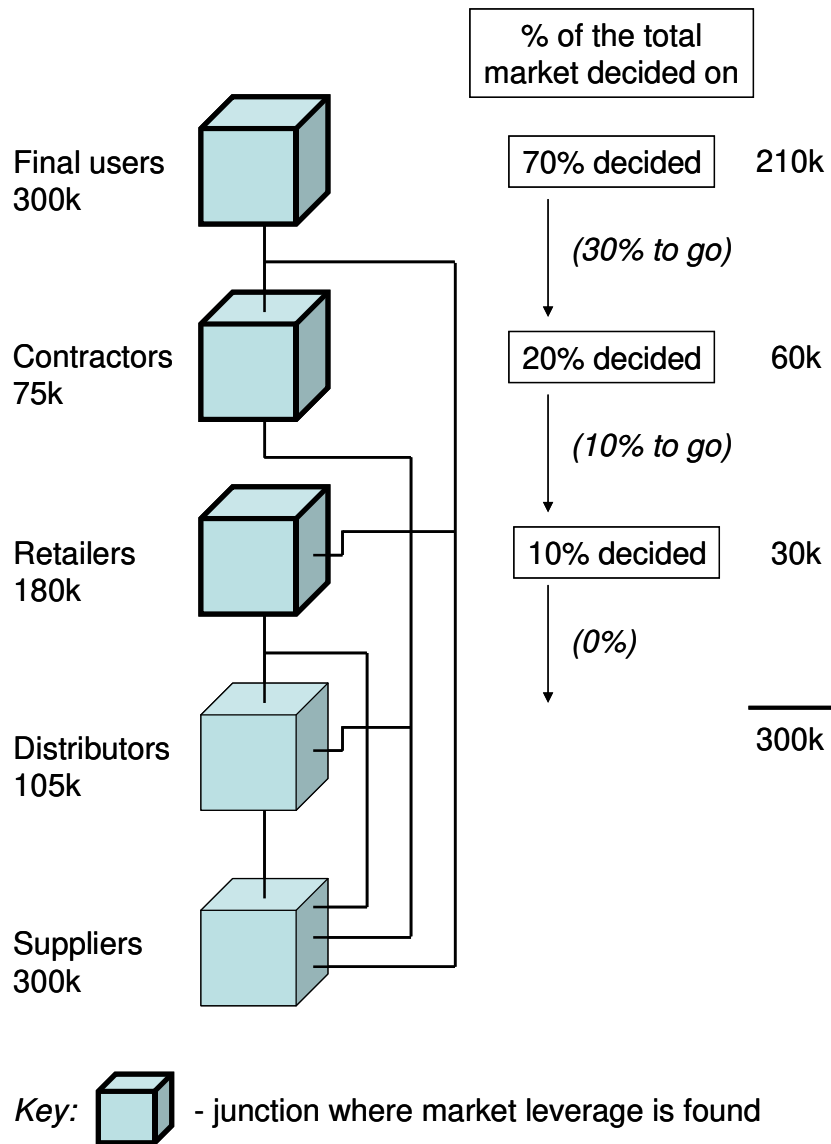 % of the total
market decided on
Final users
300k
70% decided
210k
(30% to go)
Contractors
75k
20% decided
60k
(10% to go)
Retailers
180k
10% decided
30k
(0%)
300k
Distributors
105k
Suppliers
300k
Key: - junction where market leverage is found